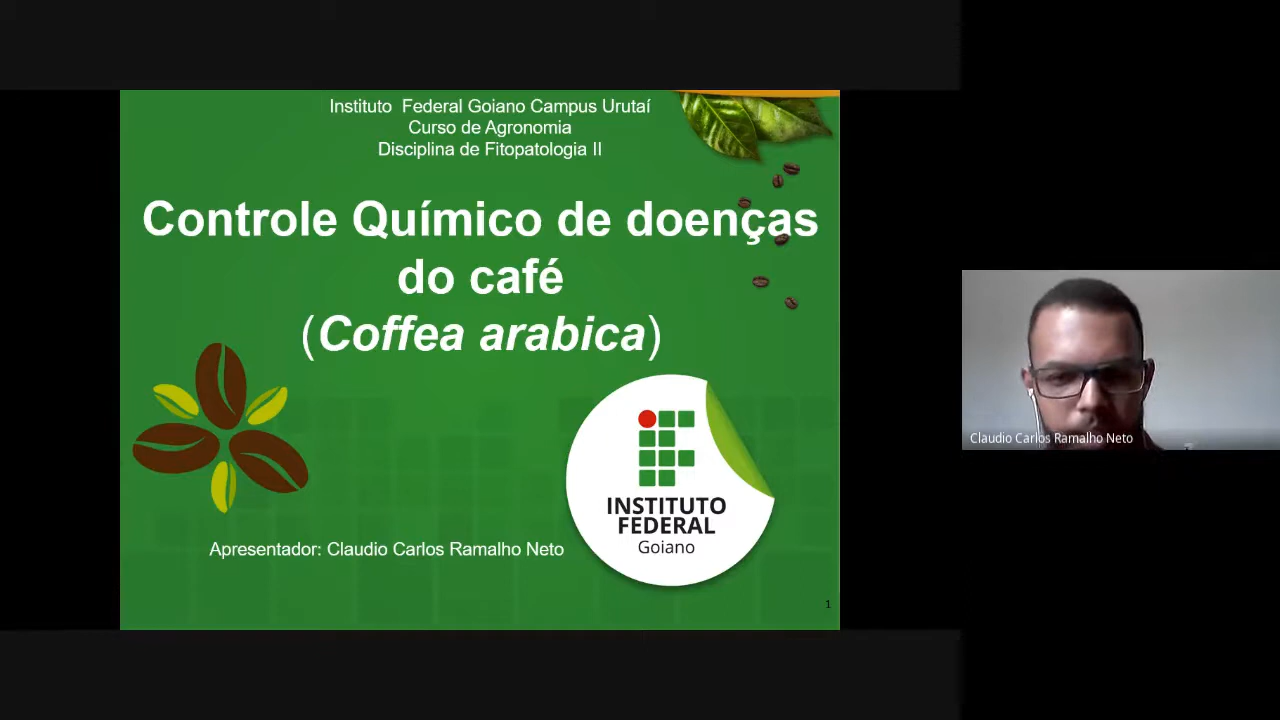 Instituto Federal Goiano Campus Urutaí
Curso de Agronomia
Disciplina de Fitopatologia II
Controle Químico de doenças
do café
(Coffea arabica)
INSTITUTO
FEDERAL
Goiano
Apresentador: Claudio Carlos Ramalho Neto
1
Claudio Carlos Ramalho Neto